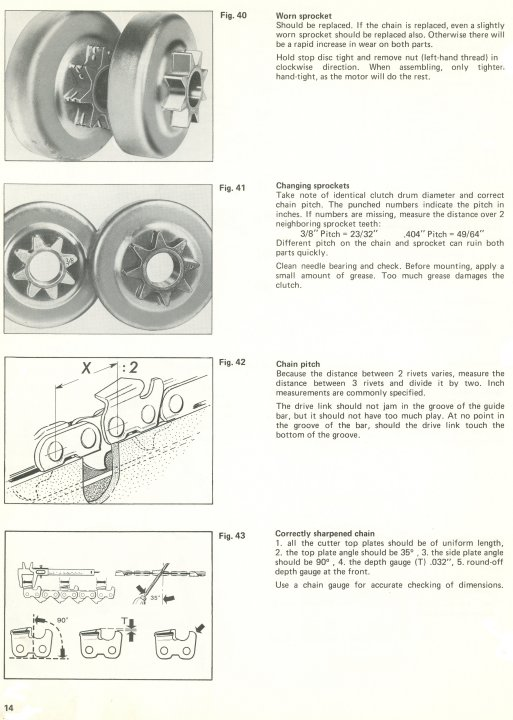 Fig. 40
Worn sprocket
Should be replaced. If the chain is replaced, even a slightly
worn sprocket should be replaced also. Otherwise there will
be a rapid increase in wear on both parts.
Hold stop disc tight and remove nut (left-hand thread) in
clockwise direction. When assembling, only tighter.
hand-tight, as the motor will do the rest.
Fig. 41
Changing sprockets
Take note of identical clutch drum diameter and correct
chain pitch. The punched numbers indicate the pitch in
inches. If numbers are missing, measure the distance over 2
neighboring sprocket teeth:
3/8″ Pitch = 23/32″ .404″ Pitch = 49/64″
Different pitch on the chain and sprocket can ruin both
parts quickly.
Clean needle bearing and check. Before mounting, apply a
small amount of grease. Too much grease damages the
clutch.
3/8
X : 2
Fig. 42
Chain pitch
Because the distance between 2 rivets varies, measure the
distance between 3 rivets and divide it by two. Inch
measurements are commonly specified.
The drive link should not jam in the groove of the guide
bar, but it should not have too much play. At no point in
the groove of the bar, should the drive link touch the
bottom of the groove.
Fig. 43
Correctly sharpened chain
1. all the cutter top plates should be of uniform length,
2. the top plate angle should be 35° , 3. the side plate angle
should be 90° , 4. the depth gauge (T) .032″, 5. round-off
depth gauge at the front.
Use a chain gauge for accurate checking of dimensions.
35°
90°
T
14